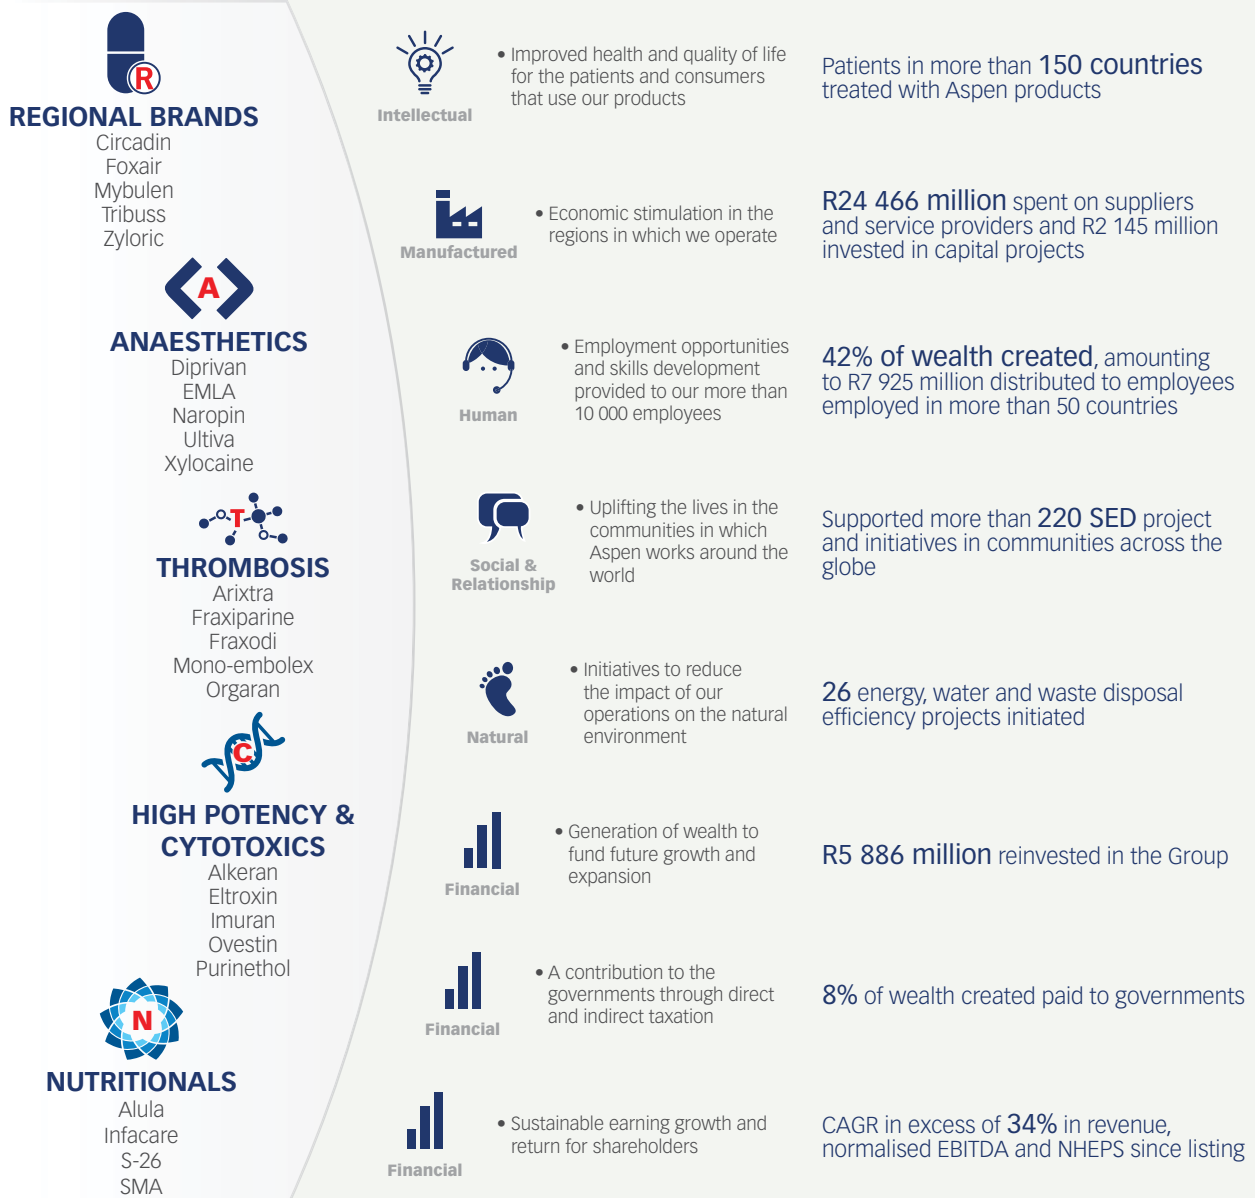 R
REGIONAL BRANDS
Circadin
Foxair
Mybulen
Tribuss
Zyloric
A
ANAESTHETICS
Diprivan
EMLA
Naropin
Ultiva
Xylocaine
T
THROMBOSIS
Arixtra
Fraxiparine
Fraxodi
Mono-embolex
Orgaran
C
HIGH POTENCY &
CYTOTOXICS
Alkeran
Eltroxin
Imuran
Ovestin
Purinethol
N
NUTRITIONALS
Alula
Infacare
S-26
SMA
Intellectual
• Improved health and quality of life
for the patients and consumers
that use our products
Patients in more than 150 countries
treated with Aspen products
Manufactured
• Economic stimulation in the
regions in which we operate
R24 466 million spent on suppliers
and service providers and R2 145 million
invested in capital projects
Human
• Employment opportunities
and skills development
provided to our more than
10 000 employees
42% of wealth created, amounting
to R7 925 million distributed to employees
employed in more than 50 countries
Social &
Relationship
• Uplifting the lives in the
communities in which
Aspen works around the
world
Supported more than 220 SED project
and initiatives in communities across the
globe
Natural
• Initiatives to reduce
the impact of our
operations on the natural
environment
26 energy, water and waste disposal
efficiency projects initiated
Financial
• Generation of wealth to
fund future growth and
expansion
R5 886 million reinvested in the Group
Financial
• A contribution to the
governments through direct
and indirect taxation
8% of wealth created paid to governments
Financial
• Sustainable earning growth and
return for shareholders
CAGR in excess of 34% in revenue,
normalised EBITDA and NHEPS since listing